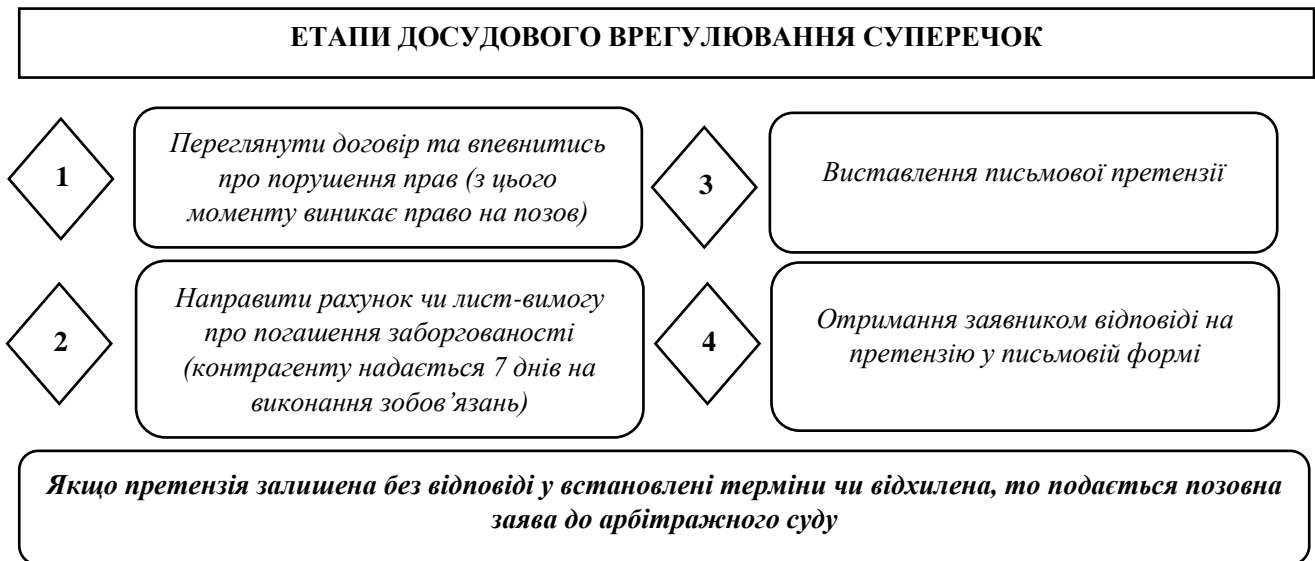 ЕТАПИ ДОСУДОВОГО ВРЕГУЛЮВАННЯ СУПЕРЕЧОК
1
Переглянути договір та впевнитись
про порушення прав (з цього
моменту виникає право на позов)
2
Направити рахунок чи лист-вимогу
про погашення заборгованості
(контрагенту надається 7 днів на
виконання зобов’язань)
3
Виставлення письмової претензії
4
Отримання заявником відповіді на
претензію у письмовій формі
Якщо претензія залишена без відповіді у встановлені терміни чи відхилена, то подається позовна
заява до арбітражного суду